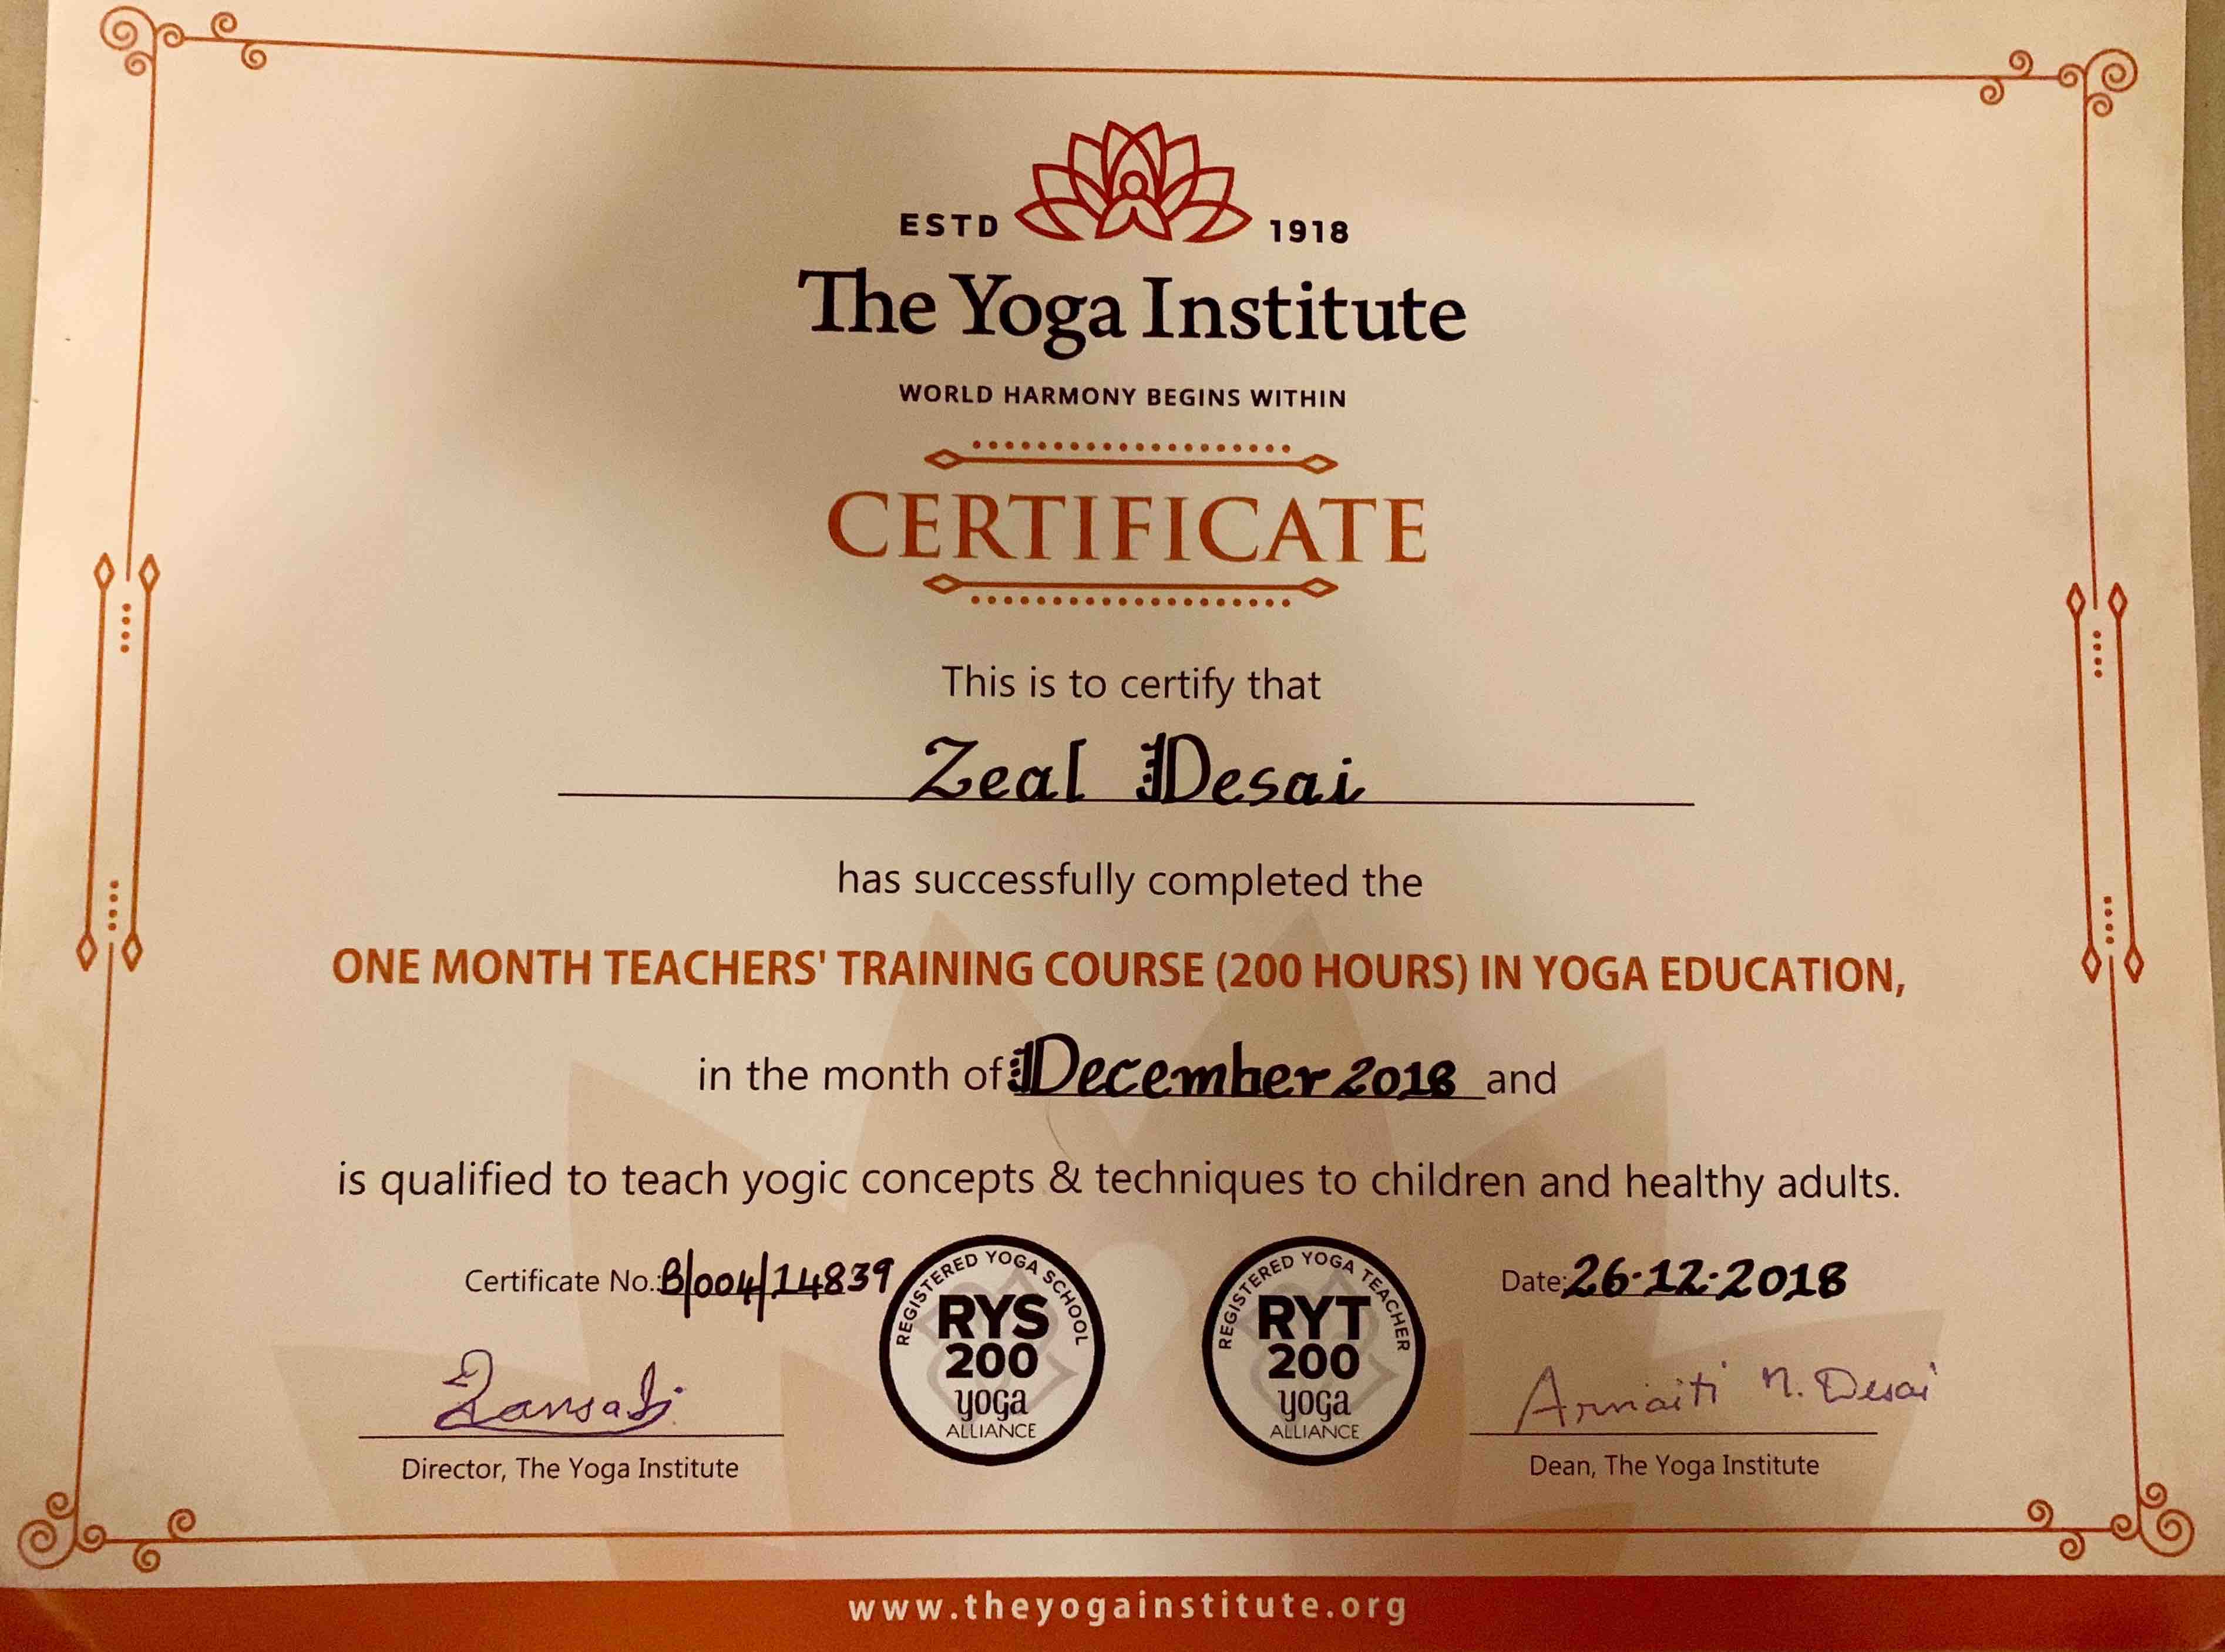 ESTD 1918
The Yoga Institute
WORLD HARMONY BEGINS WITHIN
CERTIFICATE
This is to certify that
Zeal Desai
has successfully completed the
ONE MONTH TEACHERS' TRAINING COURSE (200 HOURS) IN YOGA EDUCATION,
in the month of December 2018 and
is qualified to teach yogic concepts & techniques to children and healthy adults.
Certificate No.: B/004/14839
REGISTERED YOGA SCHOOL
RYS
200
yoga
ALLIANCE
REGISTERED YOGA TEACHER
RYT
200
yoga
ALLIANCE
Date: 26-12-2018
Armaiti N. Desai
Director, The Yoga Institute
Dean, The Yoga Institute
www.theyogainstitute.org